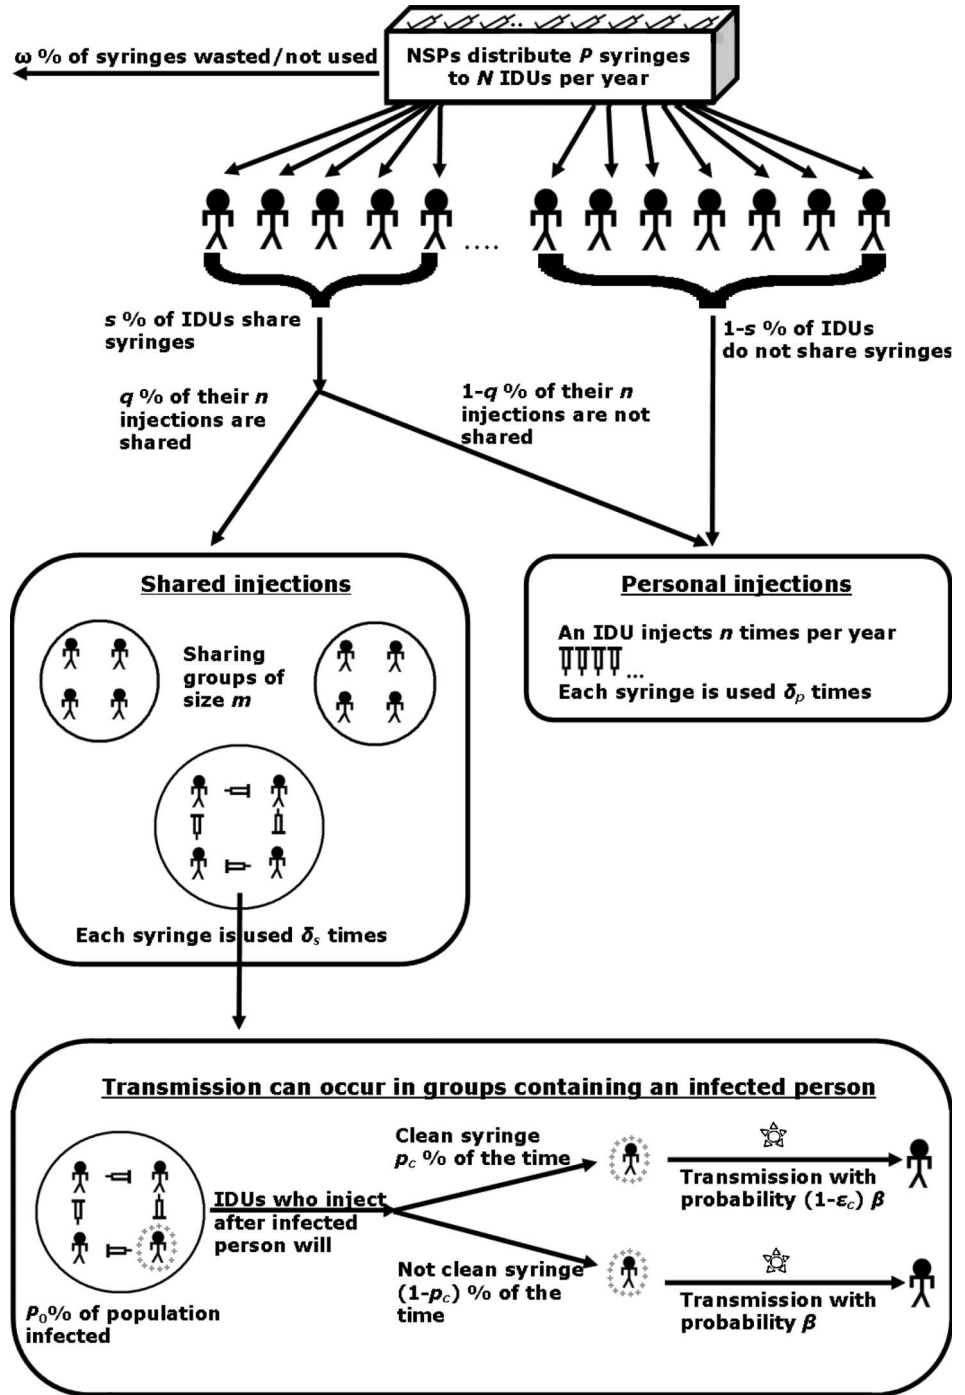 NSPs distribute P syringes
to N IDUs per year
ω % of syringes wasted/not used
....
s % of IDUs share
syringes
1-s % of IDUs
do not share syringes
q % of their n
injections are
shared
1-q % of their n
injections are not
shared
Shared injections
Sharing
groups of
size m
Each syringe is used δs times
Personal injections
An IDU injects n times per year
...
Each syringe is used δp times
Transmission can occur in groups containing an infected person
P0% of population
infected
IDUs who inject
after infected
person will
Clean syringe
pc % of the time
Transmission with
probability (1-εc) β
Not clean syringe
(1-pc) % of the
time
Transmission with
probability β